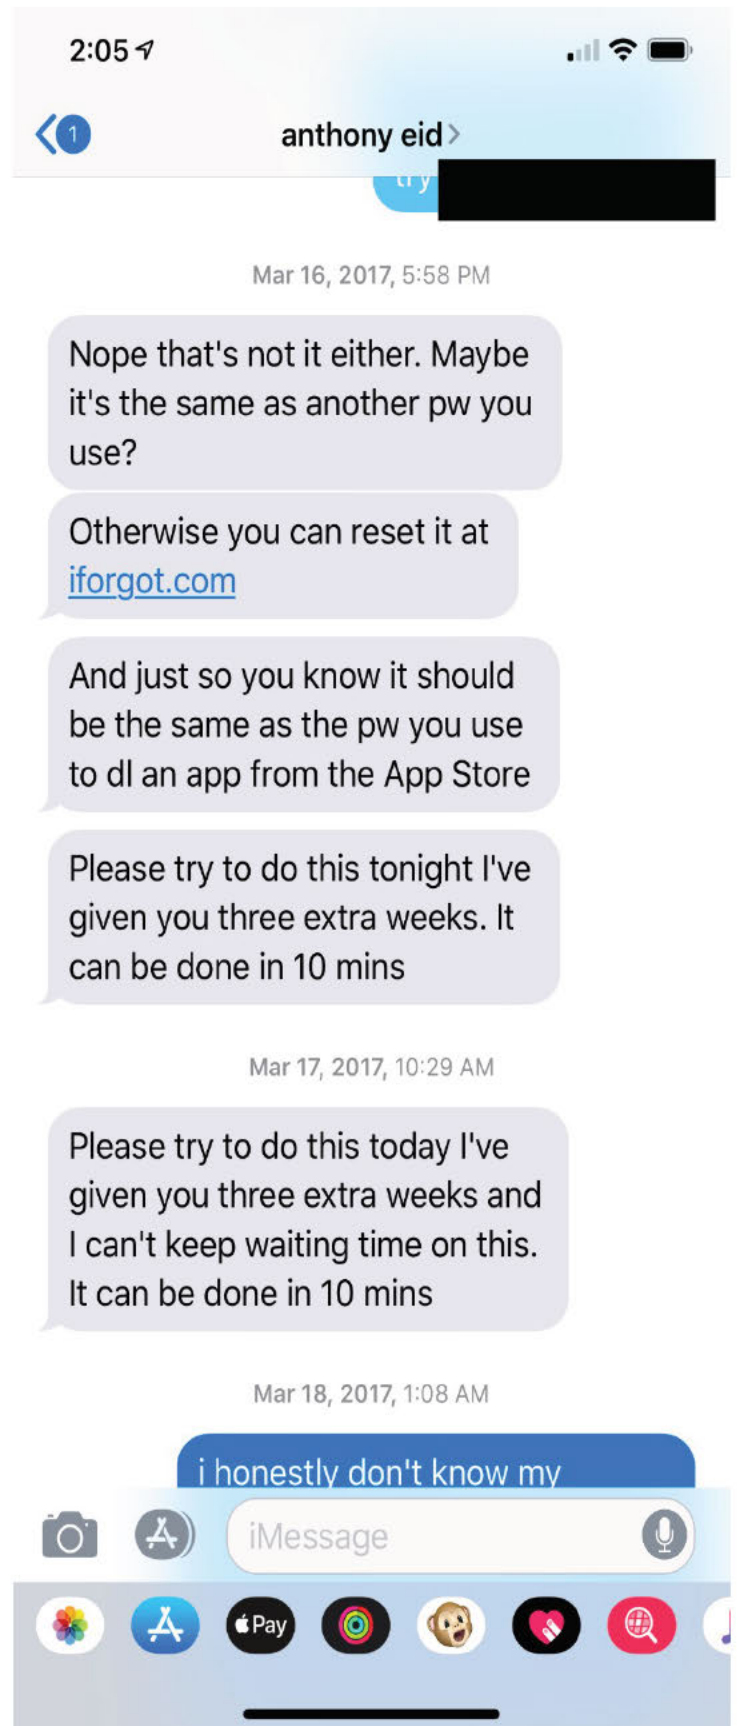 2:05
1
anthony eid
try
Mar 16, 2017, 5:58 PM
Nope that's not it either. Maybe
it's the same as another pw you
use?
Otherwise you can reset it at
iforgot.com
And just so you know it should
be the same as the pw you use
to dl an app from the App Store
Please try to do this tonight I've
given you three extra weeks. It
can be done in 10 mins
Mar 17, 2017, 10:29 AM
Please try to do this today I've
given you three extra weeks and
I can't keep waiting time on this.
It can be done in 10 mins
Mar 18, 2017, 1:08 AM
i honestly don't know my
iMessage
Pay